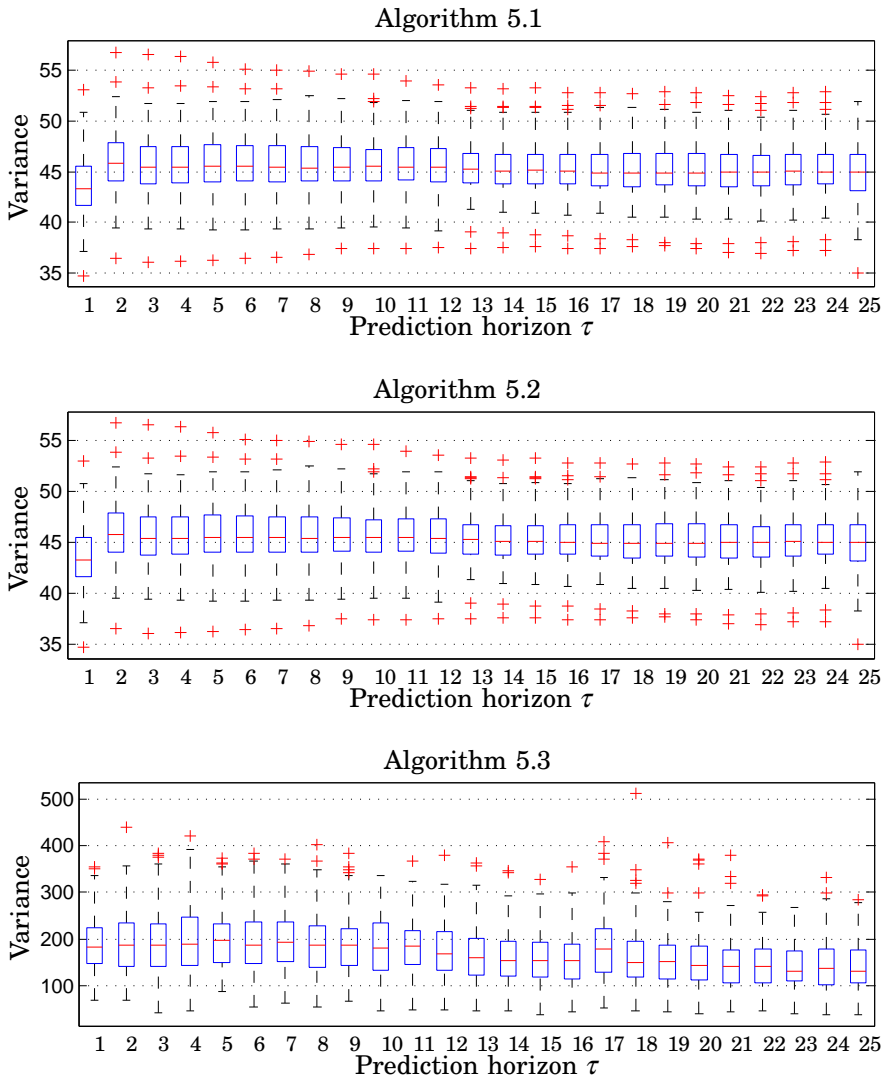 Algorithm 5.1
Variance
55
50
45
40
35
1 2 3 4 5 6 7 8 9 10 11 12 13 14 15 16 17 18 19 20 21 22 23 24 25
Prediction horizon τ
Algorithm 5.2
Variance
55
50
45
40
35
1 2 3 4 5 6 7 8 9 10 11 12 13 14 15 16 17 18 19 20 21 22 23 24 25
Prediction horizon τ
Algorithm 5.3
Variance
500
400
300
200
100
1 2 3 4 5 6 7 8 9 10 11 12 13 14 15 16 17 18 19 20 21 22 23 24 25
Prediction horizon τ